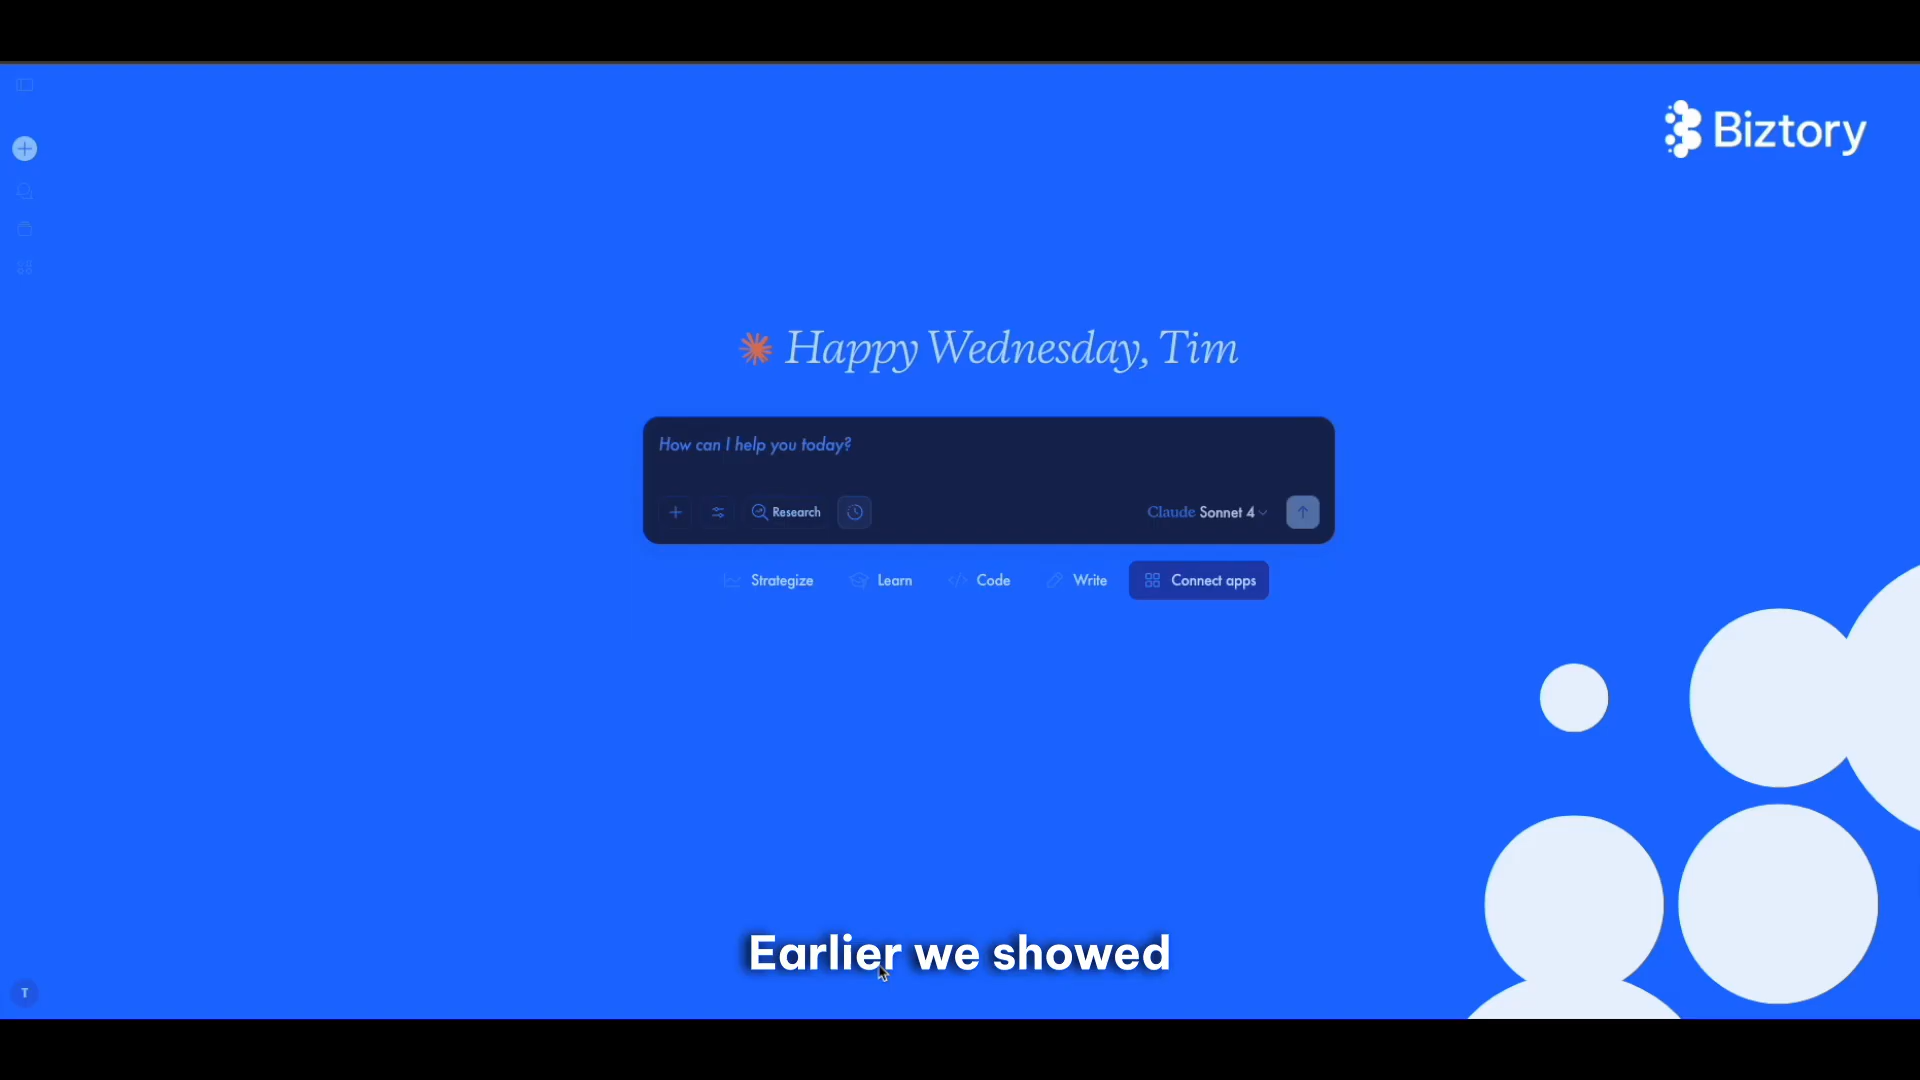 Biztory
Happy Wednesday, Tim
How can I help you today?
Research
Claude Sonnet 4
Strategize
Learn
Code
Write
Connect apps
Earlier we showed
T